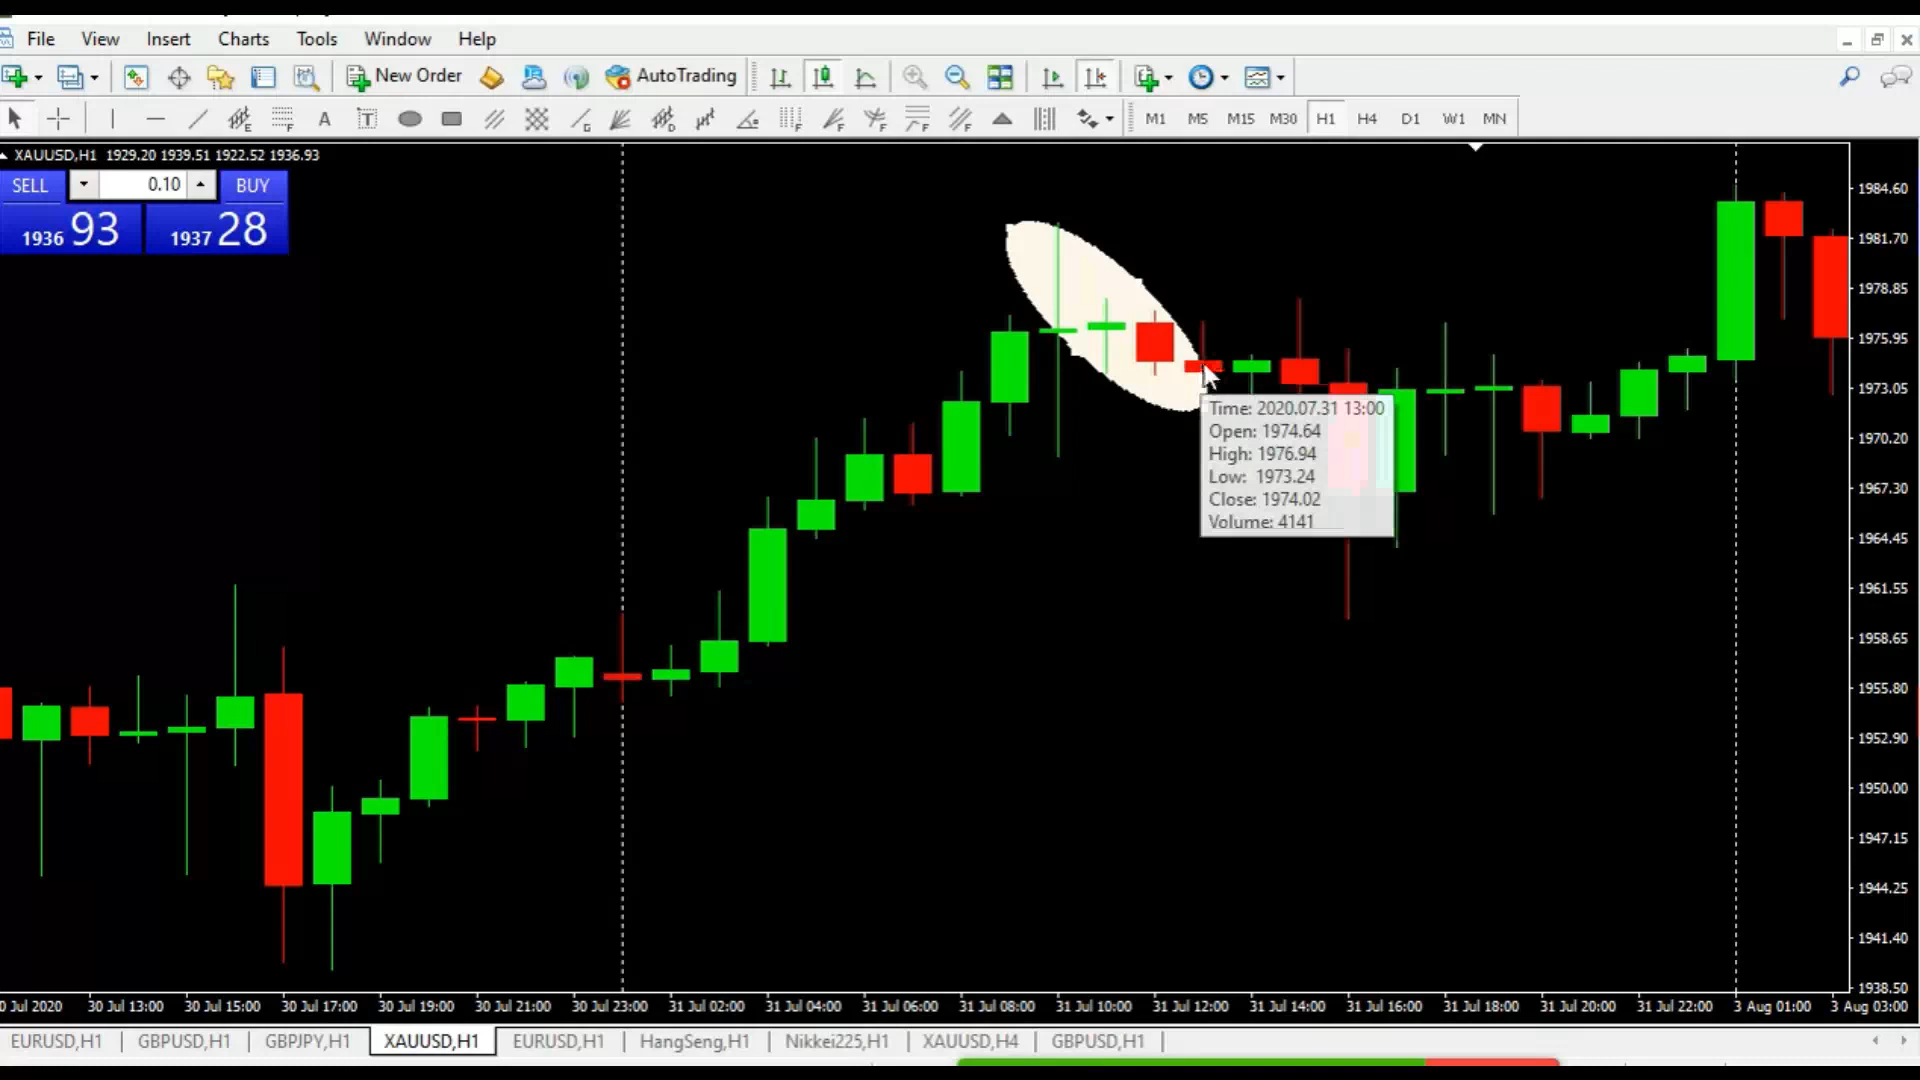 File View Insert Charts Tools Window Help
New Order AutoTrading
A T M1 M5 M15 M30 H1 H4 D1 W1 MN
XAUUSD,H1 1929.20 1939.51 1922.52 1936.93
SELL 0.10 BUY
1936 93 1937 28
1984.60
1981.70
1978.85
1975.95
1973.05
1970.20
1967.30
1964.45
1961.55
1958.65
1955.80
1952.90
1950.00
1947.15
1944.25
1941.40
1938.50
Time: 2020.07.31 13:00
Open: 1974.64
High: 1976.94
Low: 1973.24
Close: 1974.02
Volume: 4141
0 Jul 2020 30 Jul 13:00 30 Jul 15:00 30 Jul 17:00 30 Jul 19:00 30 Jul 21:00 30 Jul 23:00 31 Jul 02:00 31 Jul 04:00 31 Jul 06:00 31 Jul 08:00 31 Jul 10:00 31 Jul 12:00 31 Jul 14:00 31 Jul 16:00 31 Jul 18:00 31 Jul 20:00 31 Jul 22:00 3 Aug 01:00 3 Aug 03:00
EURUSD,H1 GBPUSD,H1 GBPJPY,H1 XAUUSD,H1 EURUSD,H1 HangSeng,H1 Nikkei225,H1 XAUUSD,H4 GBPUSD,H1